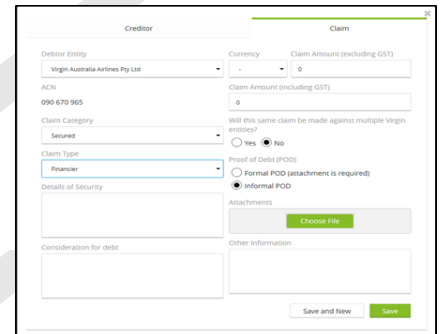 ×
Creditor
Claim
Debtor Entity
Virgin Australia Airlines Pty Ltd
ACN
090 670 965
Claim Category
Secured
Claim Type
Financier
Details of Security
Consideration for debt
Currency
Claim Amount (excluding GST)
-
0
Claim Amount (including GST)
0
Will this same claim be made against multiple Virgin
entities?
Yes No
Proof of Debt (POD)
Formal POD (attachment is required)
Informal POD
Attachments
Choose File
Other Information
Save and New
Save